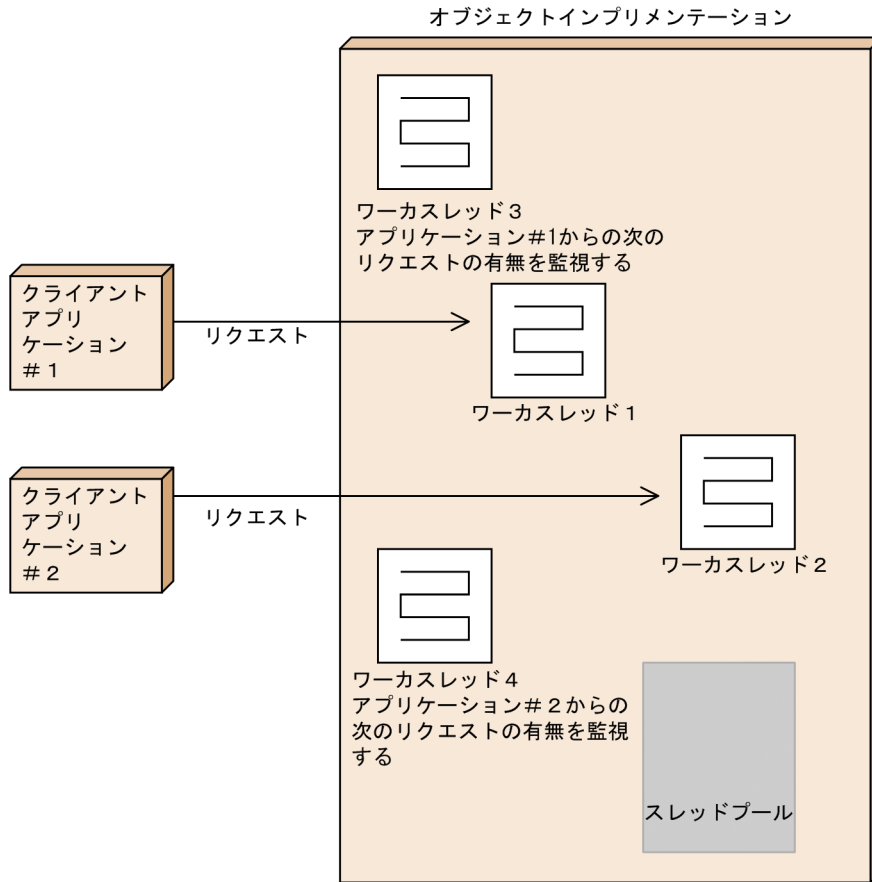 オブジェクトインプリメンテーション
ワーカスレッド３
アプリケーション#1からの次の
リクエストの有無を監視する
クライアント
アプリ
ケーション
＃１
リクエスト
ワーカスレッド１
クライアント
アプリ
ケーション
＃２
リクエスト
ワーカスレッド２
ワーカスレッド４
アプリケーション＃２からの
次のリクエストの有無を監視
する
スレッドプール